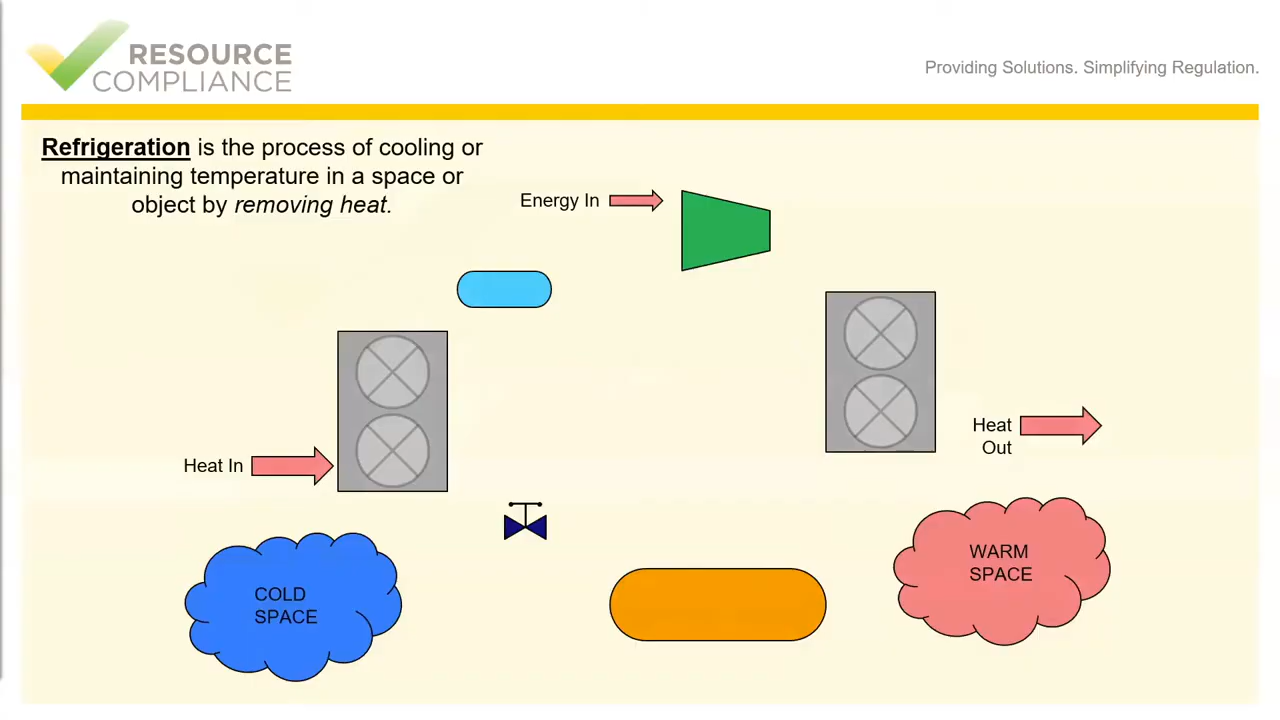 RESOURCE
COMPLIANCE
Providing Solutions. Simplifying Regulation.
Refrigeration is the process of cooling or
maintaining temperature in a space or
object by removing heat.
Energy In
Heat In
Heat
Out
COLD
SPACE
WARM
SPACE